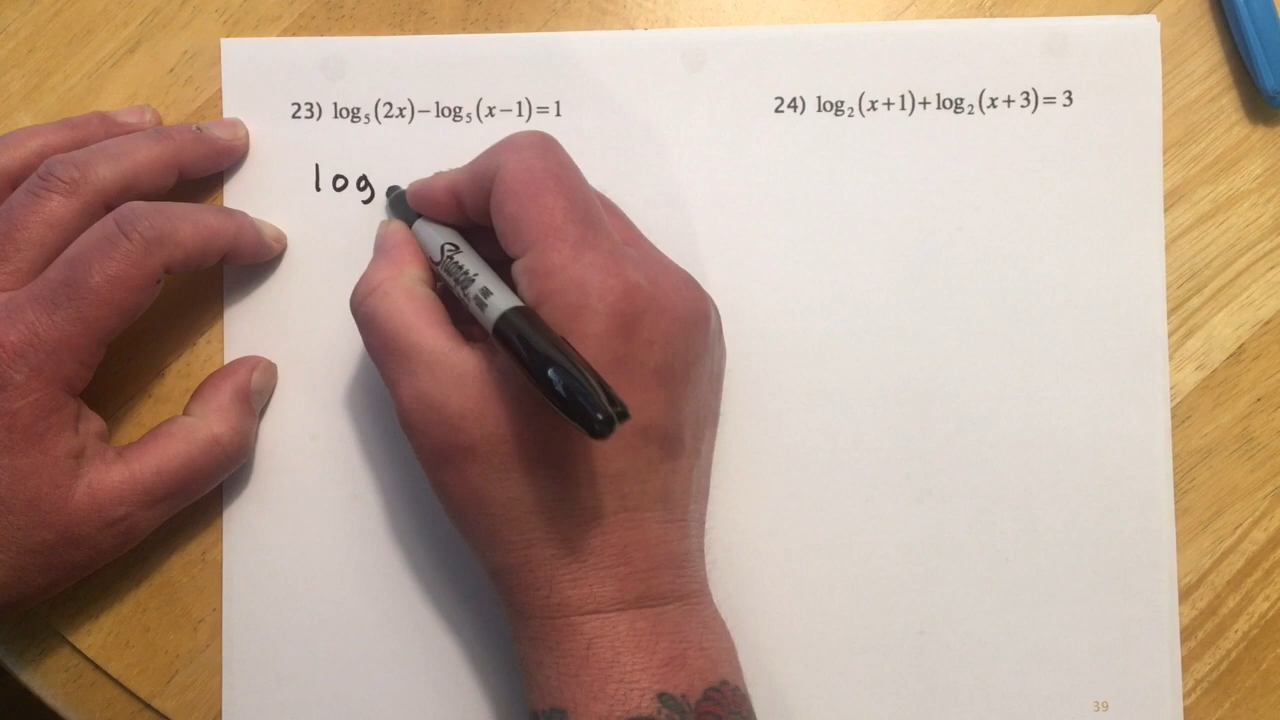 23) log₅(2x)−log₅(x−1)=1
24) log₂(x+1)+log₂(x+3)=3
log
Sharpie
39